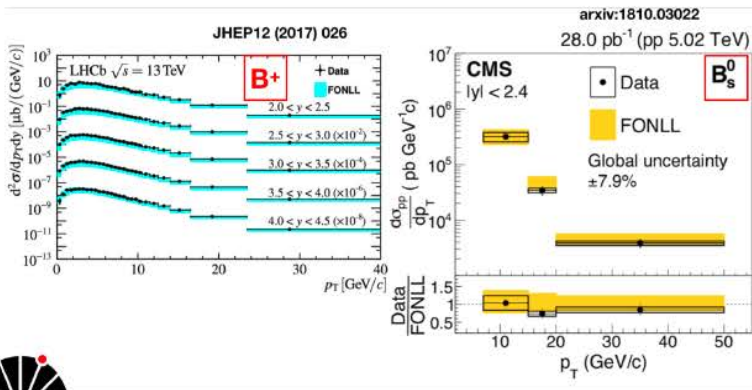 JHEP12 (2017) 026
10³
10
10⁻¹
10⁻³
10⁻⁵
10⁻⁷
10⁻⁹
10⁻¹¹
10⁻¹³
d²σ/dp_T dy [μb/(GeV/c)]
LHCb √s = 13 TeV
B⁺
Data
FONLL
2.0 < y < 2.5
2.5 < y < 3.0 (×10⁻²)
3.0 < y < 3.5 (×10⁻⁴)
3.5 < y < 4.0 (×10⁻⁶)
4.0 < y < 4.5 (×10⁻⁸)
0 10 20 30 40
p_T [GeV/c]
arxiv:1810.03022
28.0 pb⁻¹ (pp 5.02 TeV)
10⁷
10⁶
10⁵
10⁴
dσ_pp/dp_T ( pb GeV⁻¹c)
CMS
|y| < 2.4
Data
B⁰_s
FONLL
Global uncertainty
±7.9%
Data/FONLL
1.5
1
0.5
0 10 20 30 40 50
p_T (GeV/c)